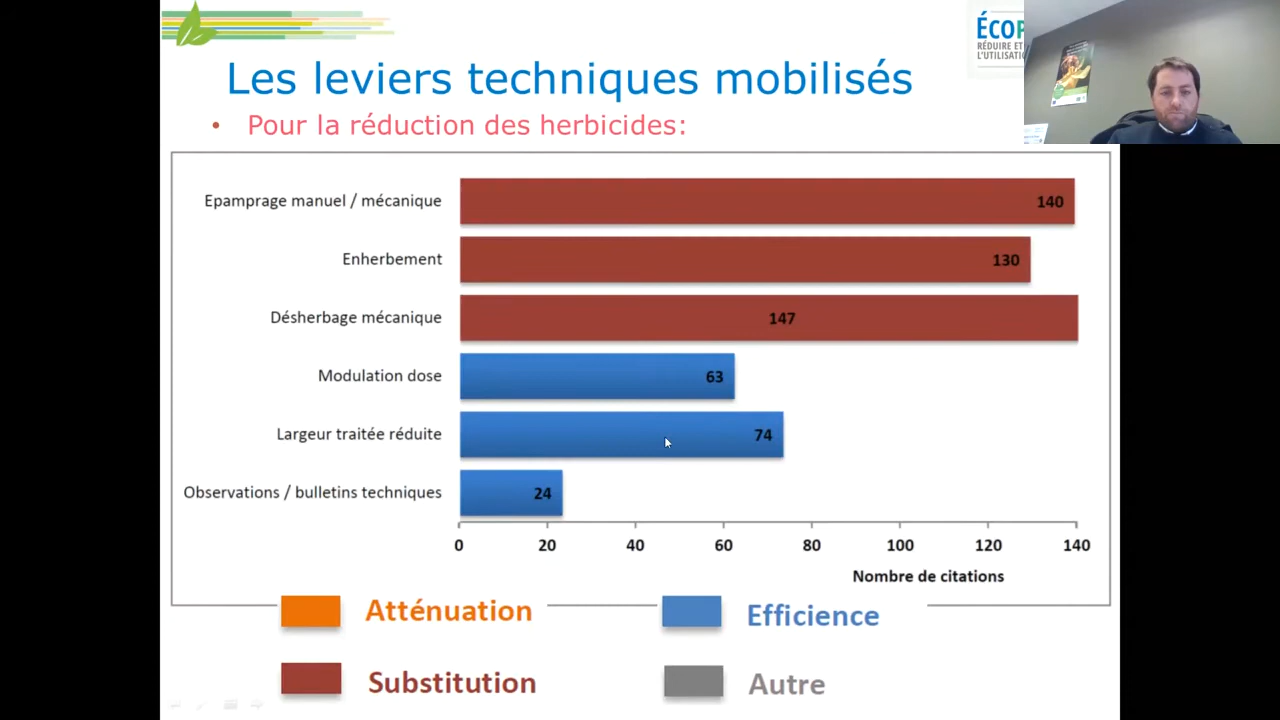 ÉCOP
RÉDUIRE ET
L'UTILISATI
Les leviers techniques mobilisés
• Pour la réduction des herbicides:
Epamprage manuel / mécanique 140
Enherbement 130
Désherbage mécanique 147
Modulation dose 63
Largeur traitée réduite 74
Observations / bulletins techniques 24
0 20 40 60 80 100 120 140
Nombre de citations
Atténuation Efficience
Substitution Autre